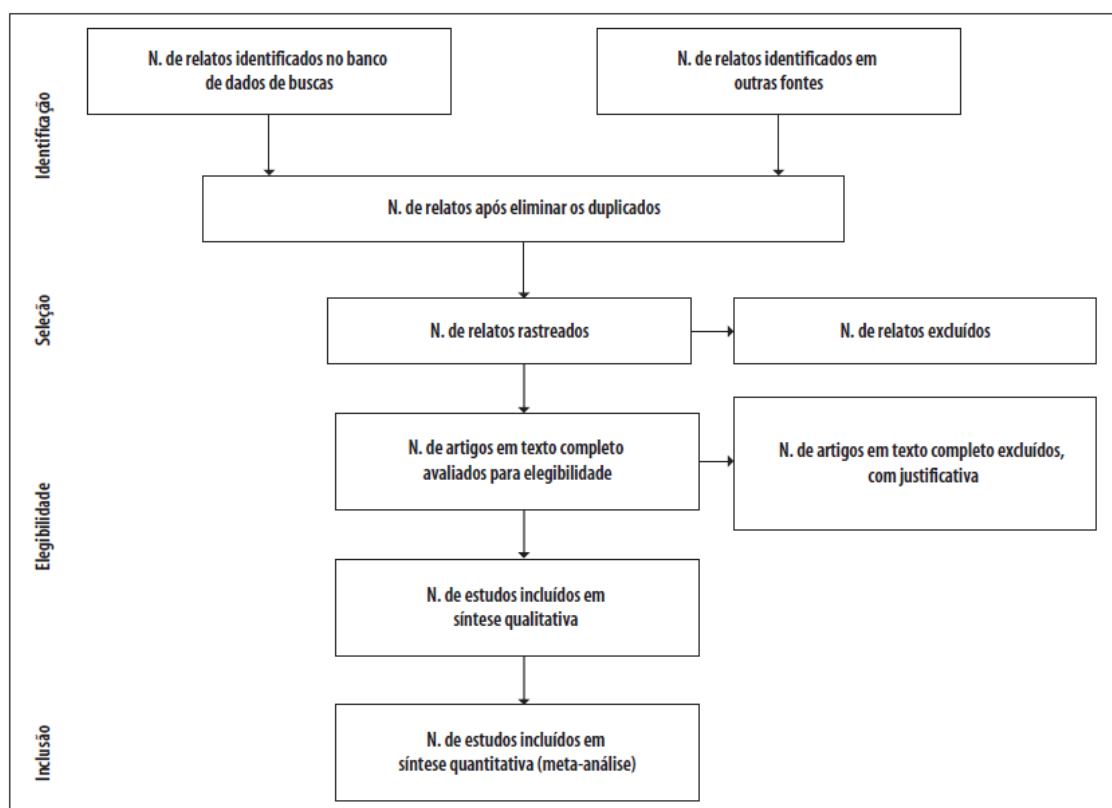 Identificação
N. de relatos identificados no banco
de dados de buscas
N. de relatos identificados em
outras fontes
N. de relatos após eliminar os duplicados
Seleção
N. de relatos rastreados
N. de relatos excluídos
Elegibilidade
N. de artigos em texto completo
avaliados para elegibilidade
N. de artigos em texto completo excluídos,
com justificativa
N. de estudos incluídos em
síntese qualitativa
Inclusão
N. de estudos incluídos em
síntese quantitativa (meta-análise)